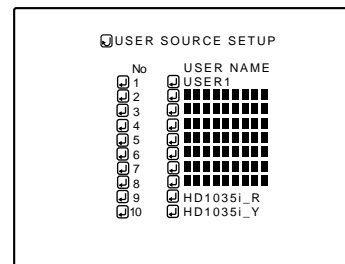 USER SOURCE SETUP
No USER NAME
1 USER1
2
3
4
5
6
7
8
9 HD1035i_R
10 HD1035i_Y